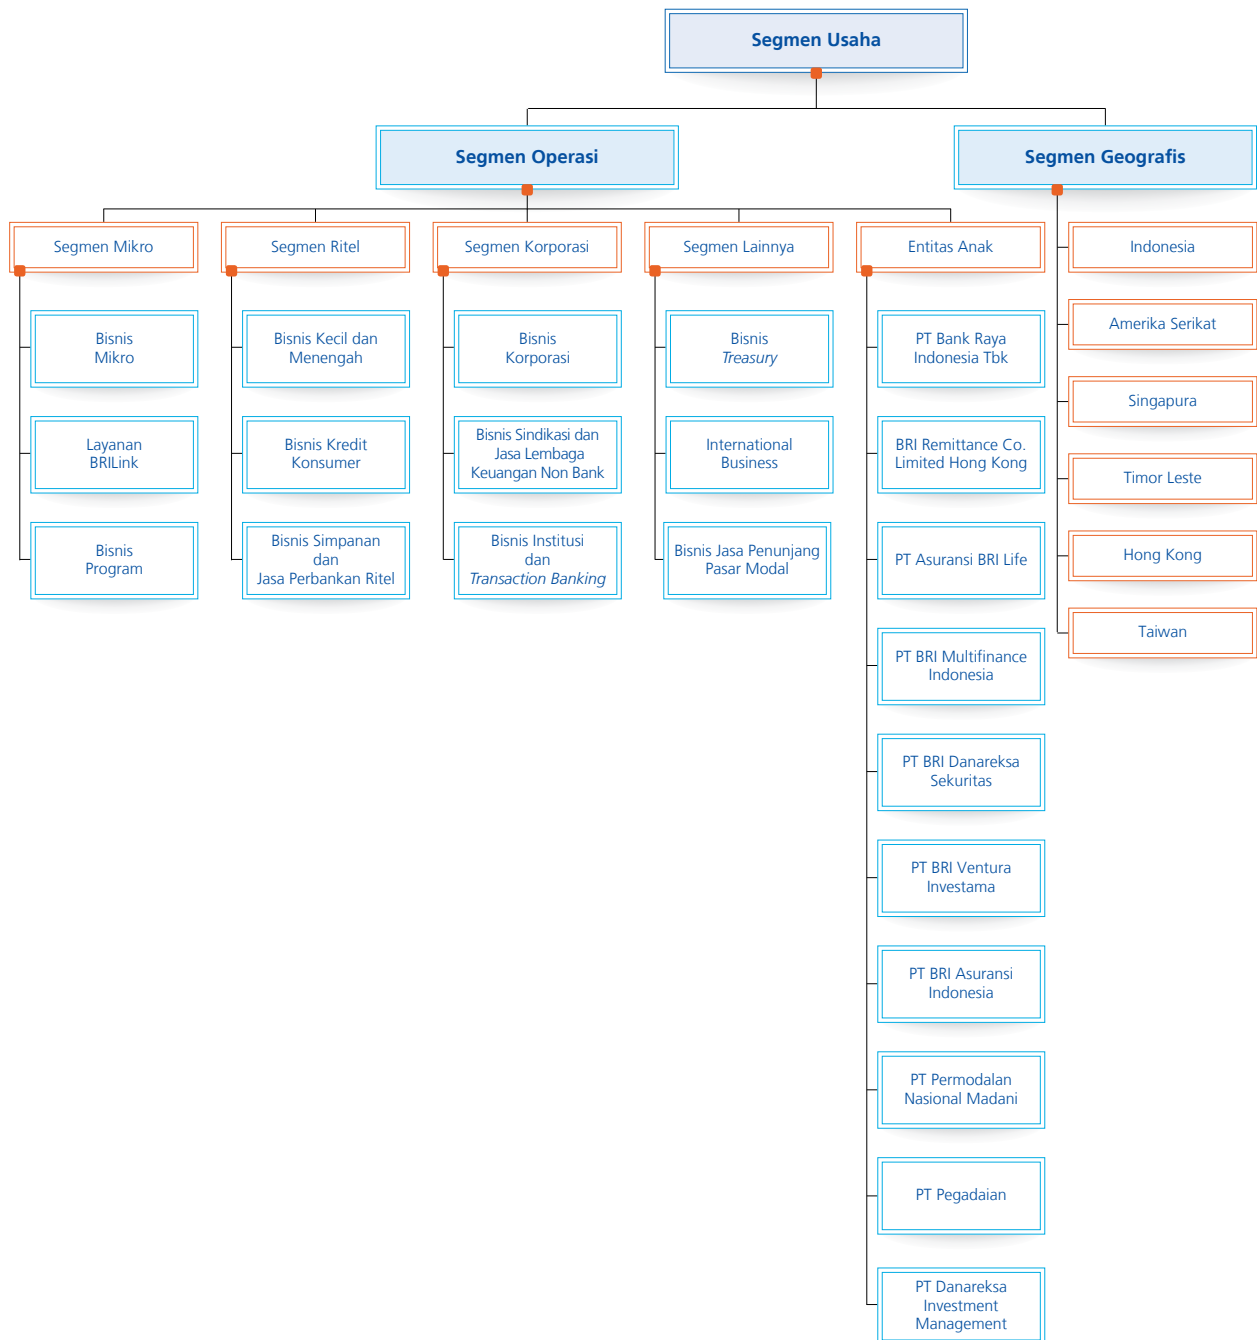 Segmen Usaha
Segmen Operasi
Segmen Geografis
Segmen Mikro
Bisnis
Mikro
Layanan
BRILink
Bisnis
Program
Segmen Ritel
Bisnis Kecil dan
Menengah
Bisnis Kredit
Konsumer
Bisnis Simpanan
dan
Jasa Perbankan Ritel
Segmen Korporasi
Bisnis
Korporasi
Bisnis Sindikasi dan
Jasa Lembaga
Keuangan Non Bank
Bisnis Institusi
dan
Transaction Banking
Segmen Lainnya
Bisnis
Treasury
International
Business
Bisnis Jasa Penunjang
Pasar Modal
Entitas Anak
PT Bank Raya
Indonesia Tbk
BRI Remittance Co.
Limited Hong Kong
PT Asuransi BRI Life
PT BRI Multifinance
Indonesia
PT BRI Danareksa
Sekuritas
PT BRI Ventura
Investama
PT BRI Asuransi
Indonesia
PT Permodalan
Nasional Madani
PT Pegadaian
PT Danareksa
Investment
Management
Indonesia
Amerika Serikat
Singapura
Timor Leste
Hong Kong
Taiwan